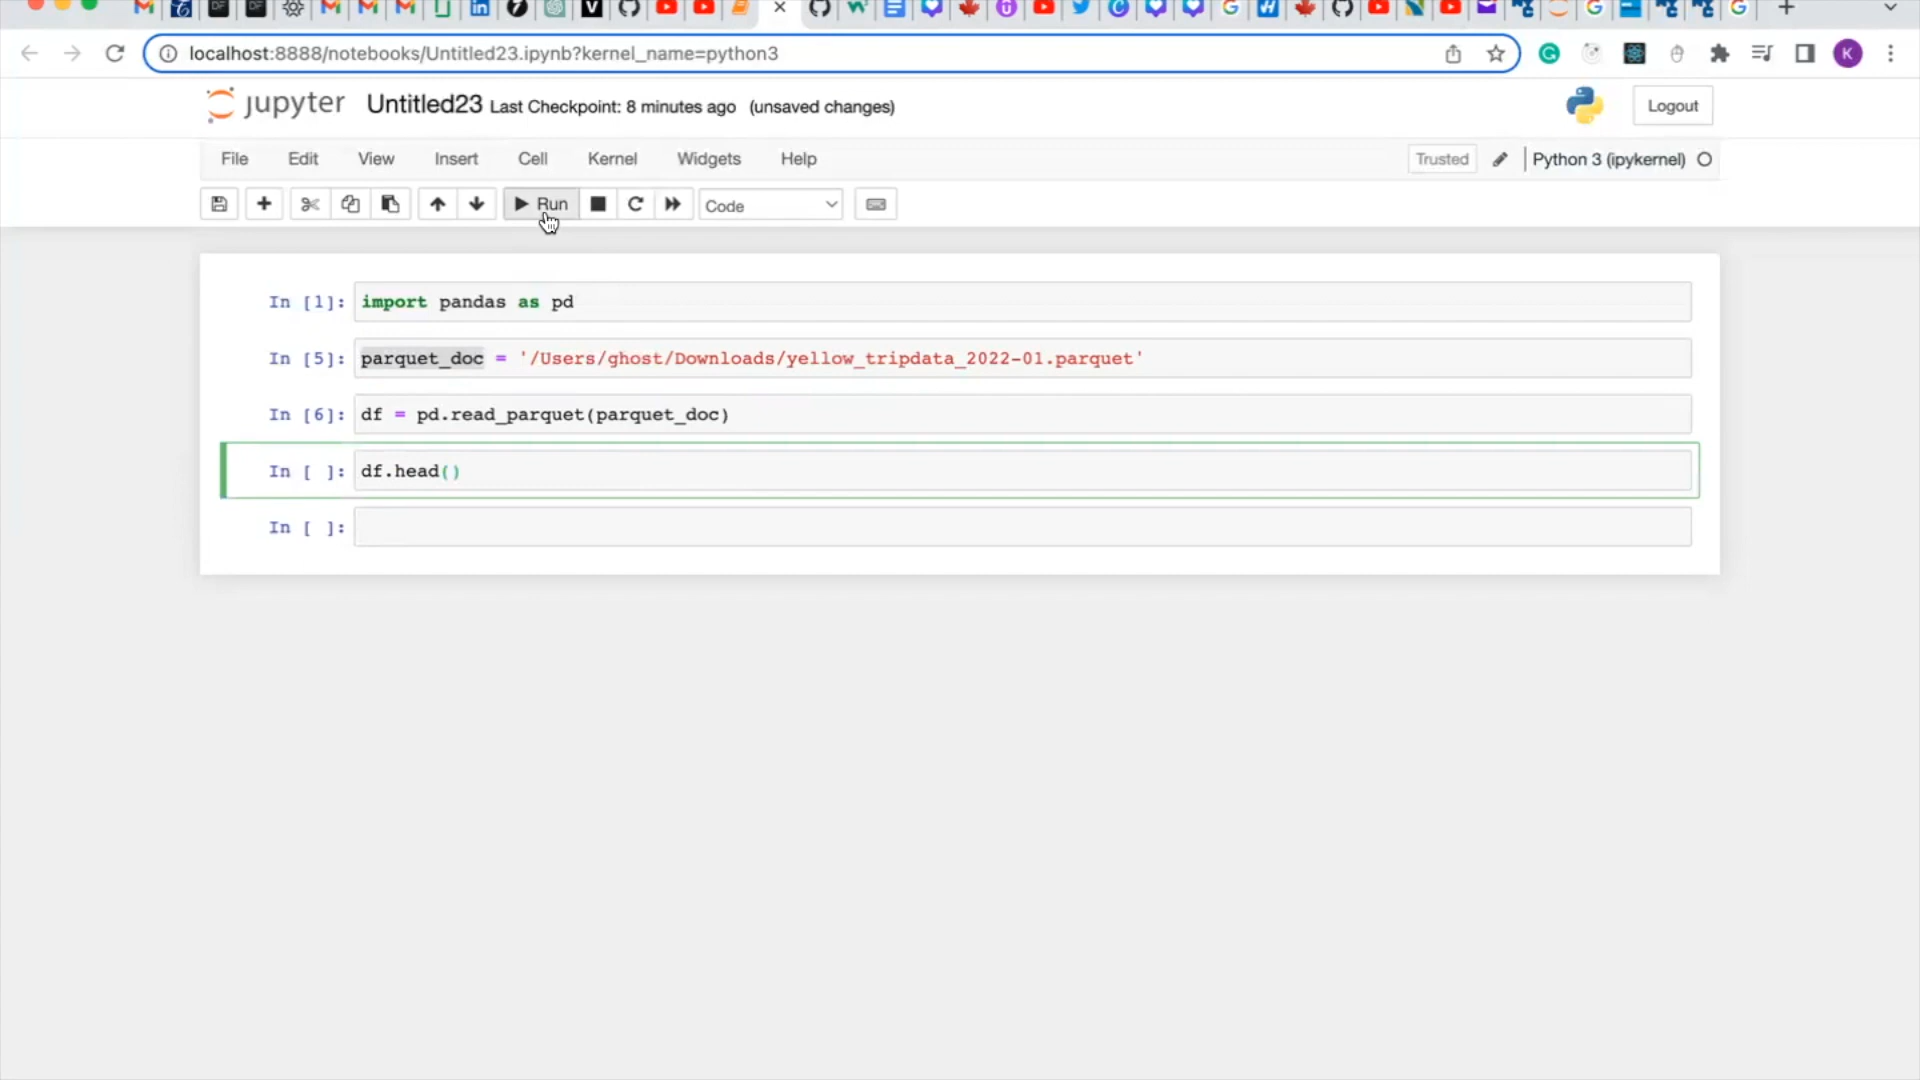 localhost:8888/notebooks/Untitled23.ipynb?kernel_name=python3
K
jupyter Untitled23 Last Checkpoint: 8 minutes ago (unsaved changes)
Logout
File Edit View Insert Cell Kernel Widgets Help
Trusted Python 3 (ipykernel)
Run Code
In [1]: import pandas as pd
In [5]: parquet_doc = '/Users/ghost/Downloads/yellow_tripdata_2022-01.parquet'
In [6]: df = pd.read_parquet(parquet_doc)
In [ ]: df.head()
In [ ]: